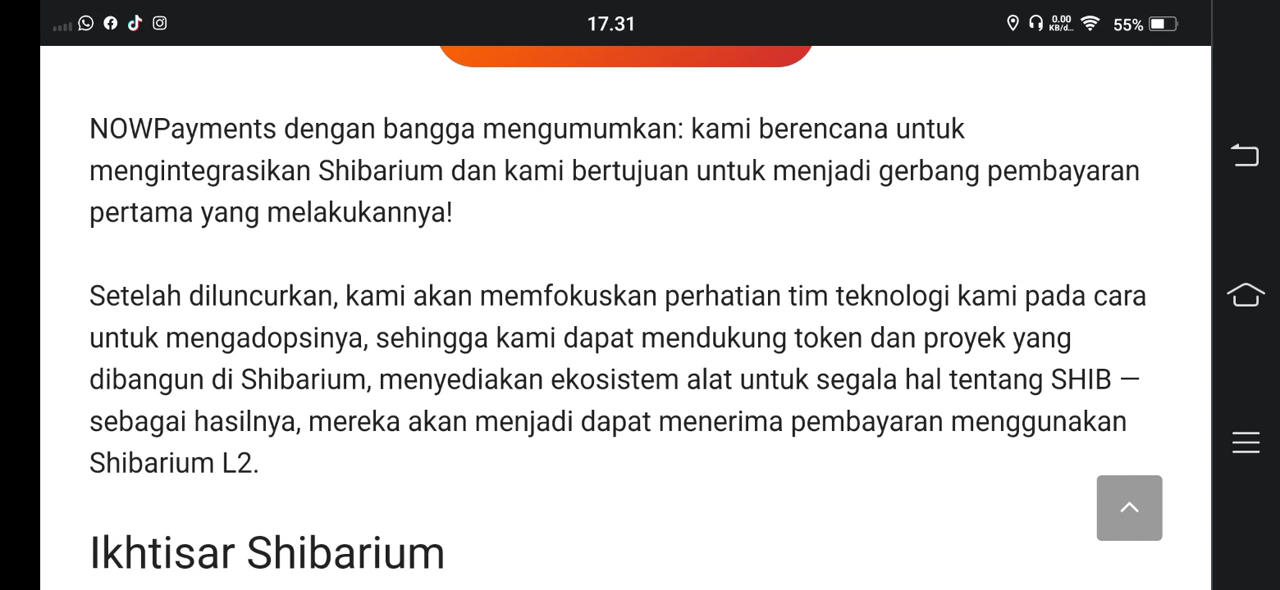 17.31
0.00
KB/d...
55%
NOWPayments dengan bangga mengumumkan: kami berencana untuk
mengintegrasikan Shibarium dan kami bertujuan untuk menjadi gerbang pembayaran
pertama yang melakukannya!
Setelah diluncurkan, kami akan memfokuskan perhatian tim teknologi kami pada cara
untuk mengadopsinya, sehingga kami dapat mendukung token dan proyek yang
dibangun di Shibarium, menyediakan ekosistem alat untuk segala hal tentang SHIB —
sebagai hasilnya, mereka akan menjadi dapat menerima pembayaran menggunakan
Shibarium L2.
Ikhtisar Shibarium